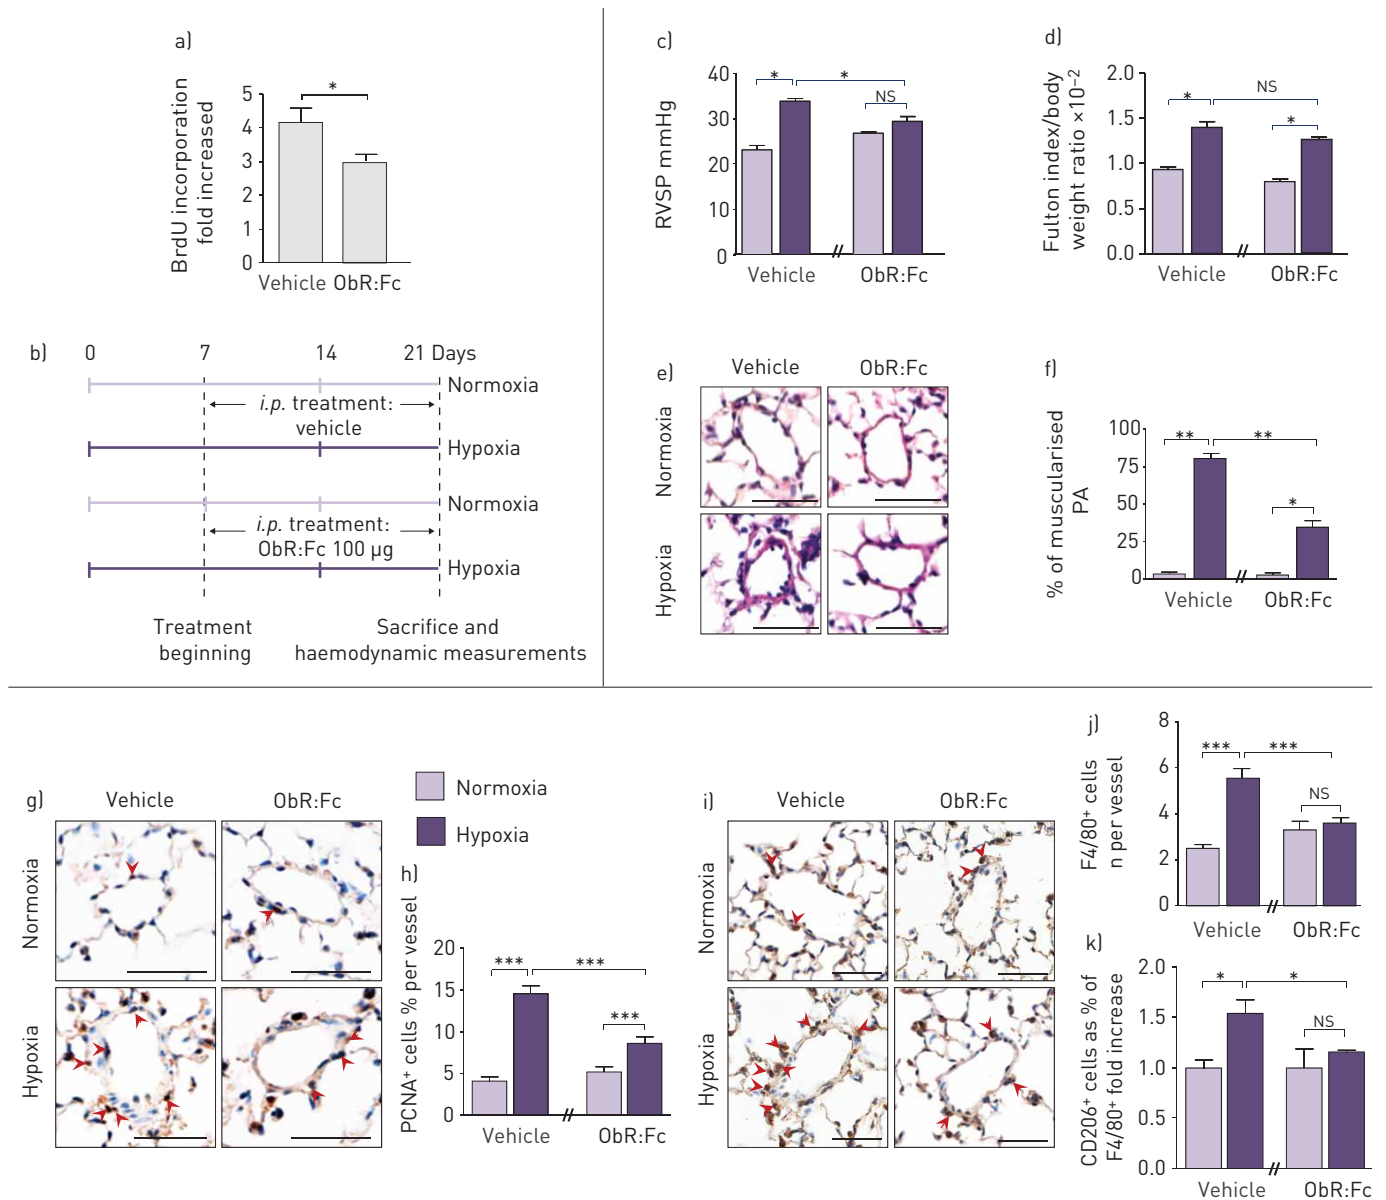 a)
BrdU incorporation
fold increased
5
4
3
2
1
0
*
Vehicle ObR:Fc
b)
0 7 14 21 Days
Normoxia
i.p. treatment:
vehicle
Hypoxia
Normoxia
i.p. treatment:
ObR:Fc 100 µg
Hypoxia
Treatment
beginning
Sacrifice and
haemodynamic measurements
c)
RVSP mmHg
40
30
20
10
0
* *
NS
Vehicle ObR:Fc
d)
Fulton index/body
weight ratio ×10–2
2.0
1.5
1.0
0.5
0.0
* NS
*
Vehicle ObR:Fc
e)
Vehicle ObR:Fc
Normoxia
Hypoxia
f)
% of muscularised
PA
100
75
50
25
0
** **
*
Vehicle ObR:Fc
g)
Vehicle ObR:Fc
Normoxia
Hypoxia
Normoxia
Hypoxia
h)
PCNA+ cells % per vessel
20
15
10
5
0
*** ***
***
Vehicle ObR:Fc
i)
Vehicle ObR:Fc
Normoxia
Hypoxia
j)
F4/80+ cells
n per vessel
8
6
4
2
0
*** ***
NS
Vehicle ObR:Fc
k)
CD206+ cells as % of
F4/80+ fold increase
2.0
1.5
1.0
0.5
0.0
* *
NS
Vehicle ObR:Fc